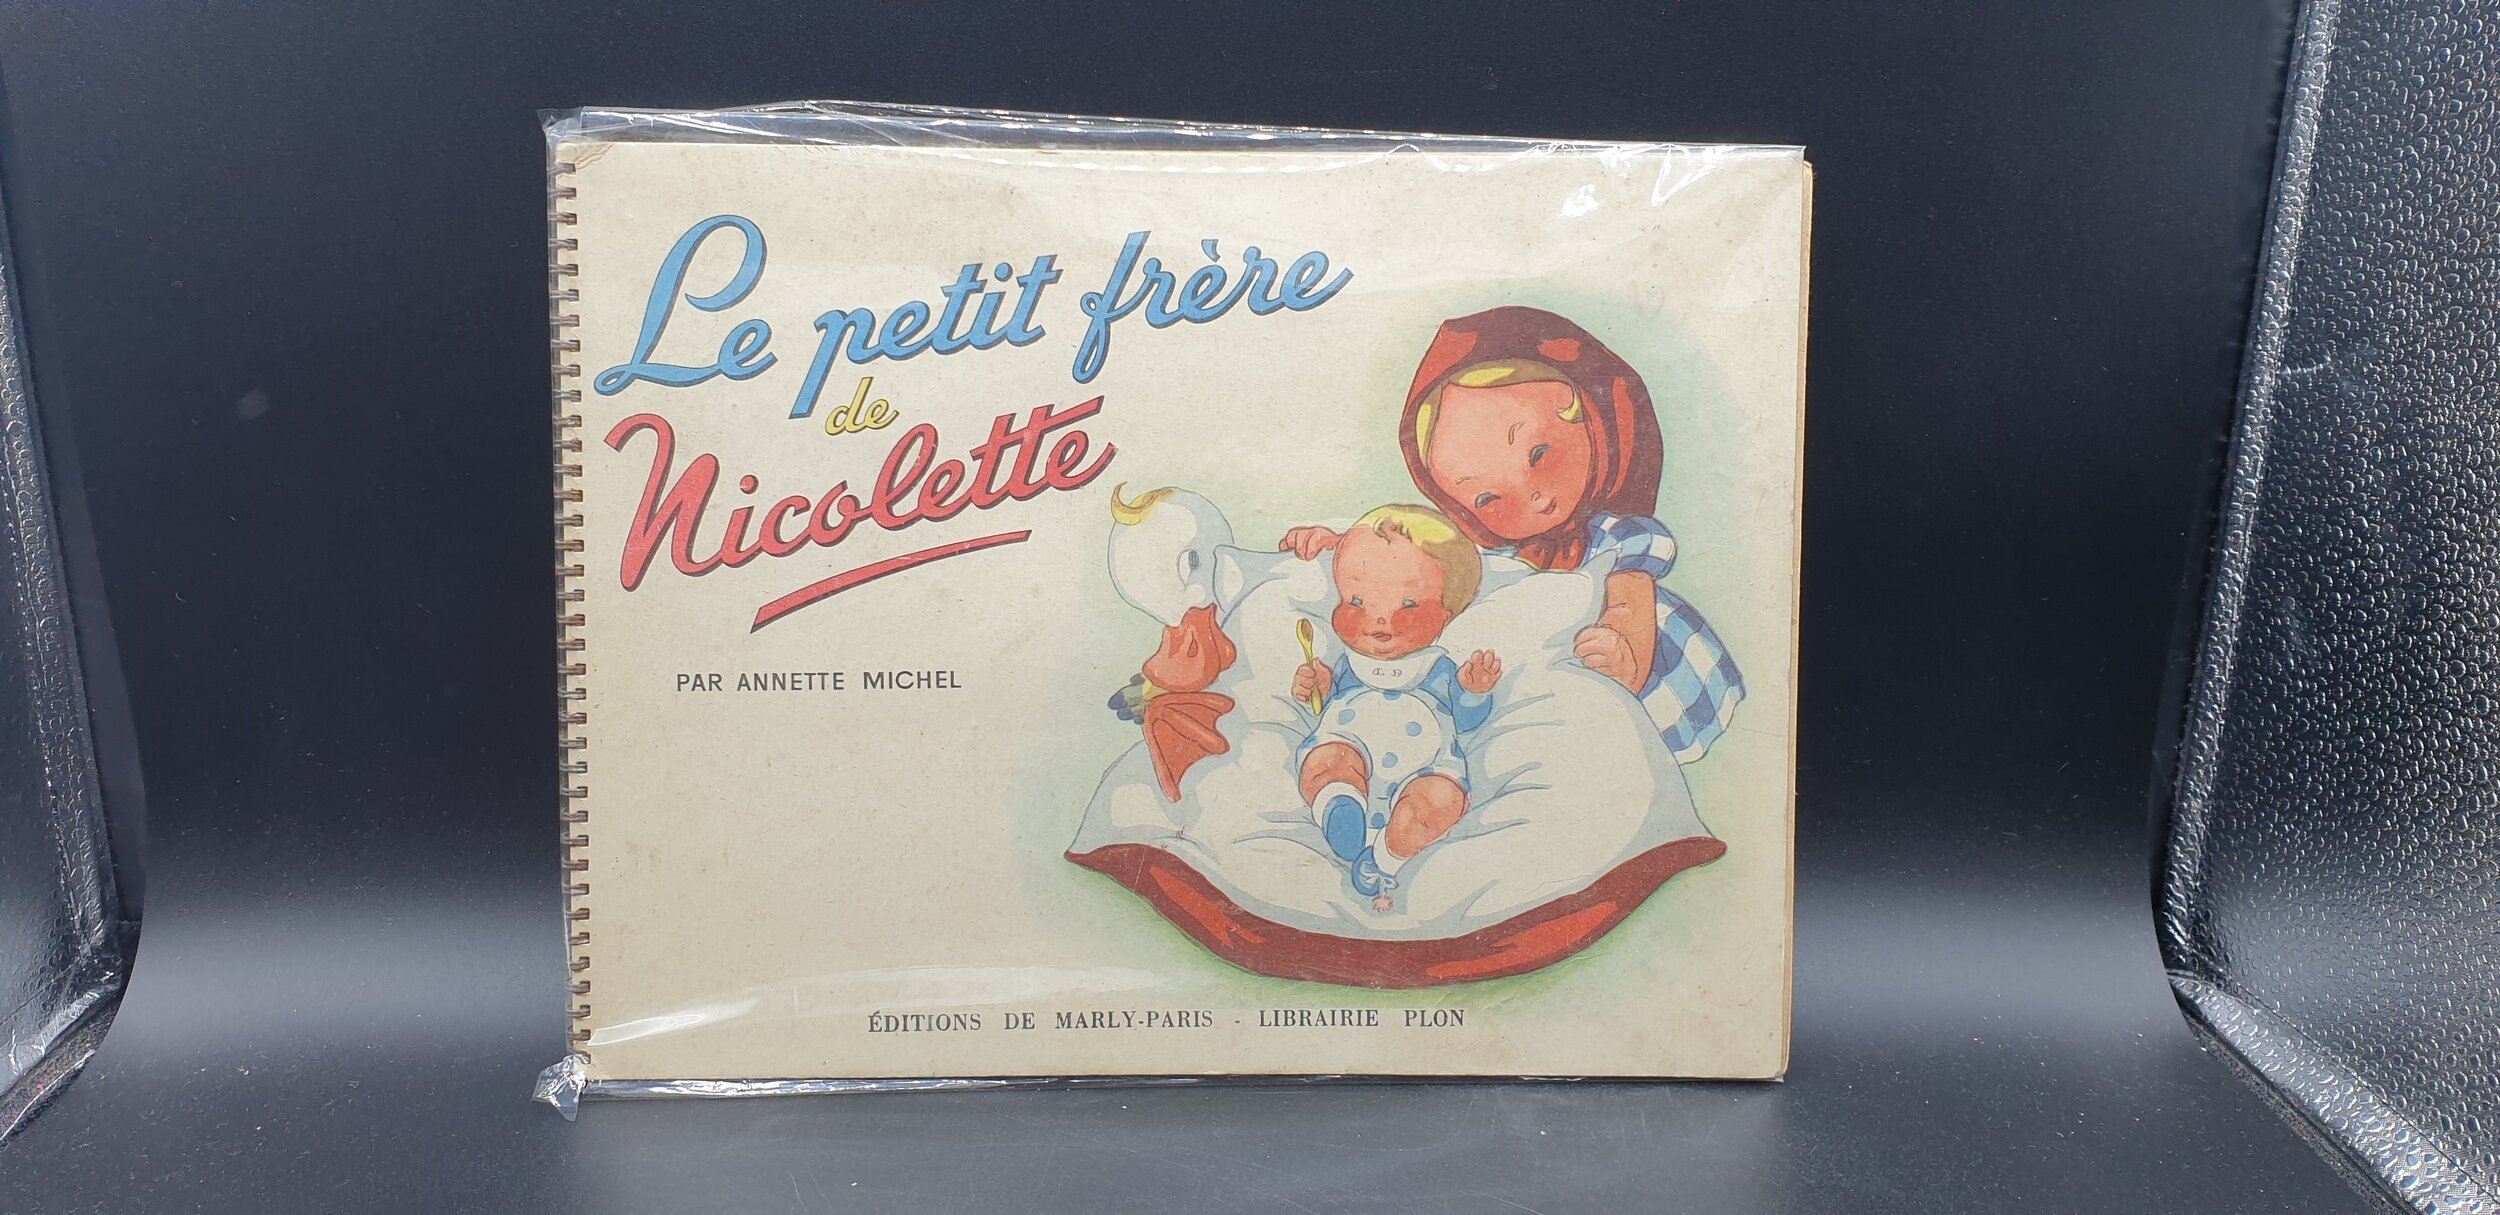 Le petit frère
de
Nicolette
PAR ANNETTE MICHEL
ÉDITIONS DE MARLY-PARIS - LIBRAIRIE PLON